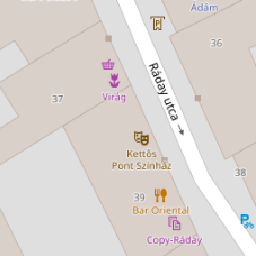 Ádám
36
Ráday utca
37
Virág
Kettős
Pont Színház
38
39
Bar Oriental
Copy-Ráday